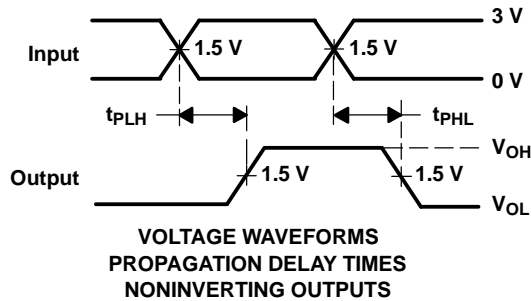 3 V
Input
1.5 V
1.5 V
0 V
tPLH
tPHL
VOH
Output
1.5 V
1.5 V
VOL
VOLTAGE WAVEFORMS
PROPAGATION DELAY TIMES
NONINVERTING OUTPUTS